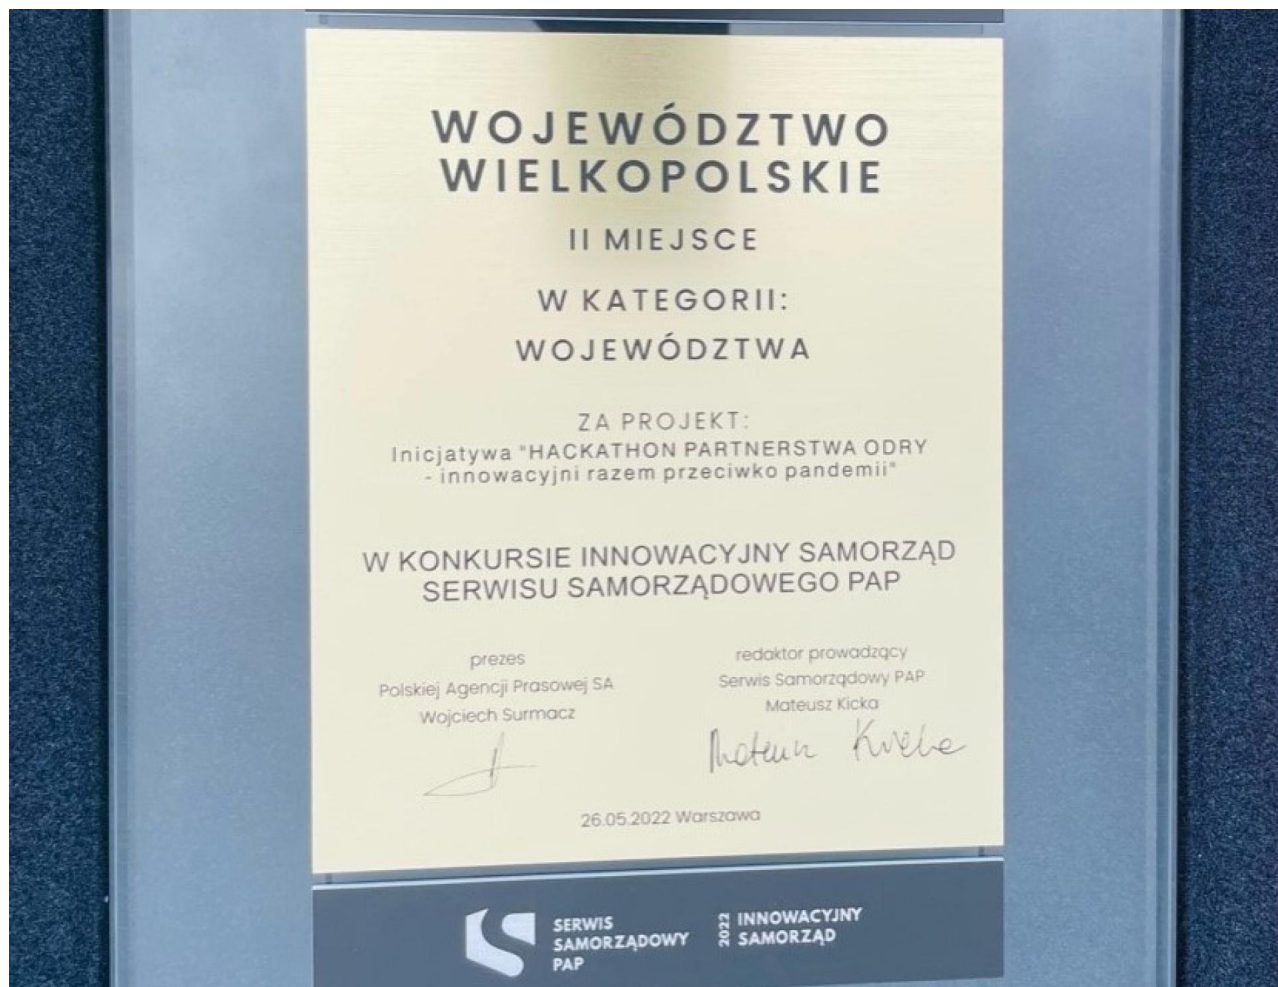 WOJEWÓDZTWO
WIELKOPOLSKIE
II MIEJSCE
W KATEGORII:
WOJEWÓDZTWA
ZA PROJEKT:
Inicjatywa "HACKATHON PARTNERSTWA ODRY
- innowacyjni razem przeciwko pandemii"
W KONKURSIE INNOWACYJNY SAMORZĄD
SERWISU SAMORZĄDOWEGO PAP
prezes
Polskiej Agencji Prasowej SA
Wojciech Surmacz
redaktor prowadzący
Serwis Samorządowy PAP
Mateusz Kicka
Mateusz Kicka
26.05.2022 Warszawa
SERWIS
SAMORZĄDOWY
PAP
2022
INNOWACYJNY
SAMORZĄD